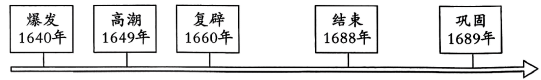 爆发
1640年
高潮
1649年
复辟
1660年
结束
1688年
巩固
1689年